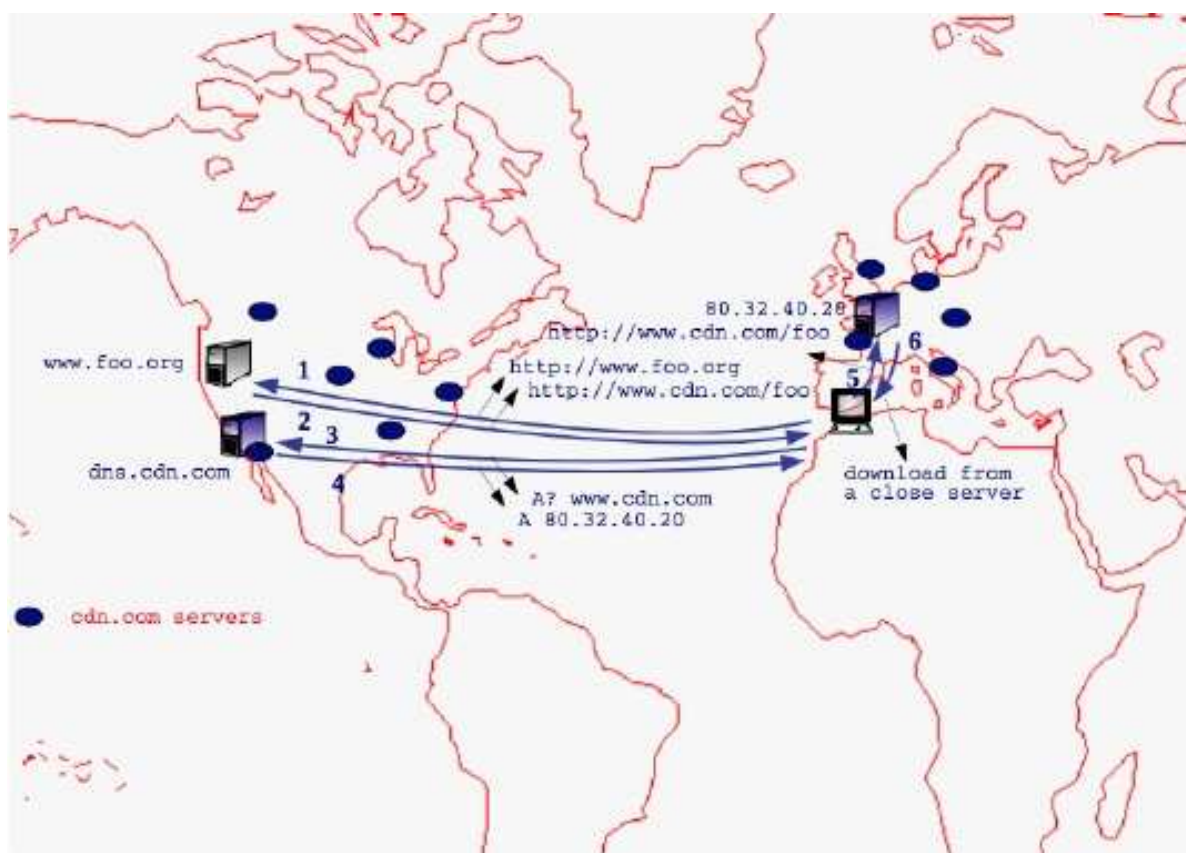 80.32.40.20
http://www.cdn.com/foo
6
www.foo.org
1
http://www.foo.org
http://www.cdn.com/foo
5
2
3
dns.cdn.com
4
download from
a close server
A? www.cdn.com
A 80.32.40.20
cdn.com servers